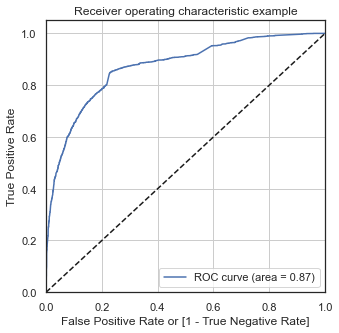 Receiver operating characteristic example
True Positive Rate
1.0
0.8
0.6
0.4
0.2
0.0
0.0 0.2 0.4 0.6 0.8 1.0
ROC curve (area = 0.87)
False Positive Rate or [1 - True Negative Rate]